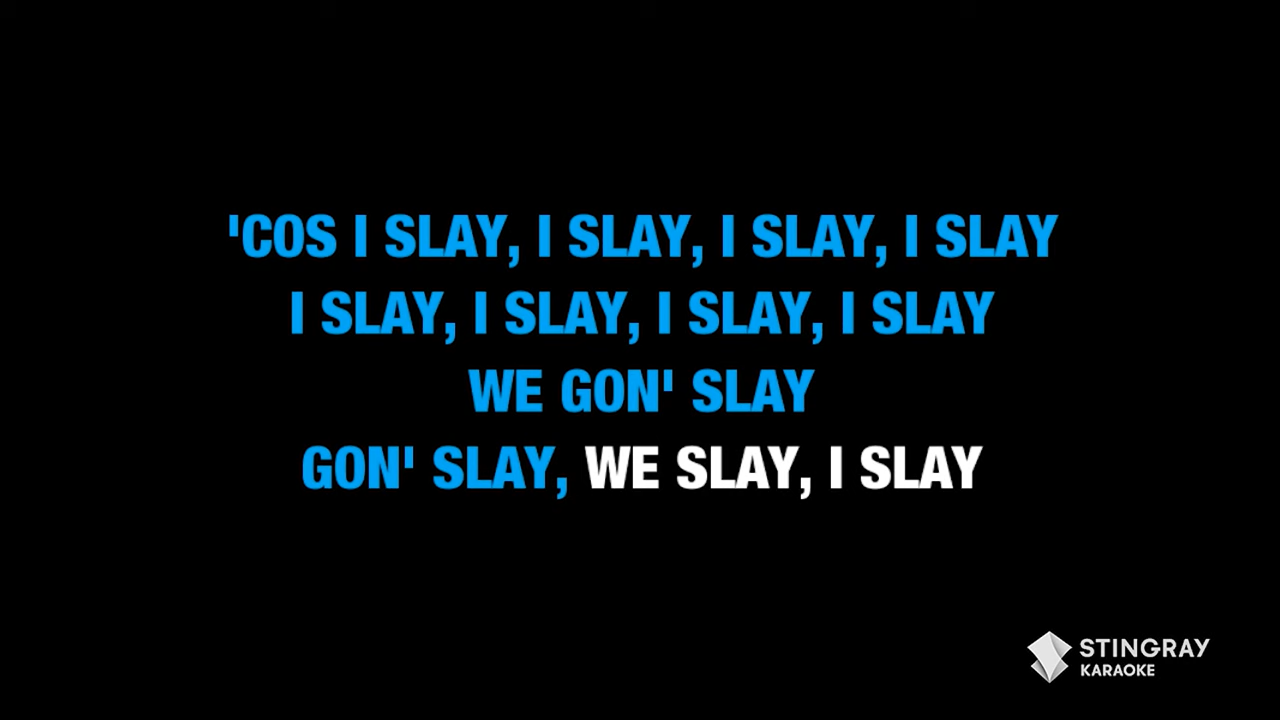 'COS I SLAY, I SLAY, I SLAY, I SLAY
I SLAY, I SLAY, I SLAY, I SLAY
WE GON' SLAY
GON' SLAY, WE SLAY, I SLAY
STINGRAY
KARAOKE